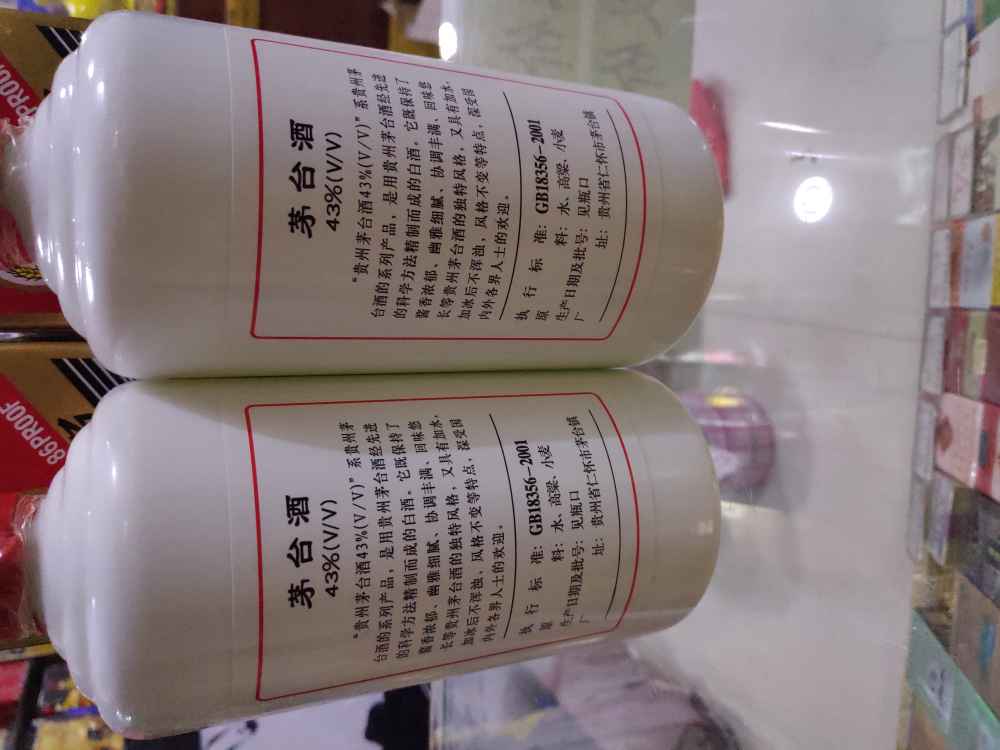 茅台酒
43%(V/V)
“贵州茅台酒43%(V/V)”系贵州茅
台酒的系列产品，是用贵州茅台酒经先进
的科学方法精制而成的白酒。它既保持了
酱香浓郁、幽雅细腻、协调丰满、回味悠
长等贵州茅台酒的独特风格，又具有加水，
加冰后不浑浊，风格不变等特点，深受国
内外各界人士的欢迎。
执行标准: GB18356-2001
原料: 水、高粱、小麦
生产日期及批号: 见瓶口
厂址: 贵州省仁怀市茅台镇
茅台酒
43%(V/V)
“贵州茅台酒43%(V/V)”系贵州茅
台酒的系列产品，是用贵州茅台酒经先进
的科学方法精制而成的白酒。它既保持了
酱香浓郁、幽雅细腻、协调丰满、回味悠
长等贵州茅台酒的独特风格，又具有加水，
加冰后不浑浊，风格不变等特点，深受国
内外各界人士的欢迎。
执行标准: GB18356-2001
原料: 水、高粱、小麦
生产日期及批号: 见瓶口
厂址: 贵州省仁怀市茅台镇
86PROOF